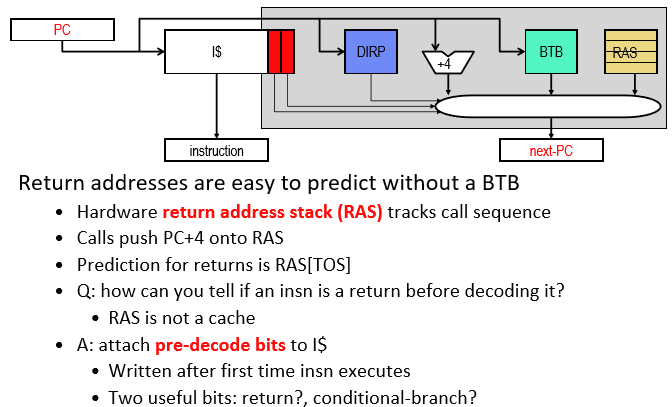 PC
I$
DIRP
+4
BTB
RAS
instruction
next-PC
Return addresses are easy to predict without a BTB
• Hardware return address stack (RAS) tracks call sequence
• Calls push PC+4 onto RAS
• Prediction for returns is RAS[TOS]
• Q: how can you tell if an insn is a return before decoding it?
• RAS is not a cache
• A: attach pre-decode bits to I$
• Written after first time insn executes
• Two useful bits: return?, conditional-branch?